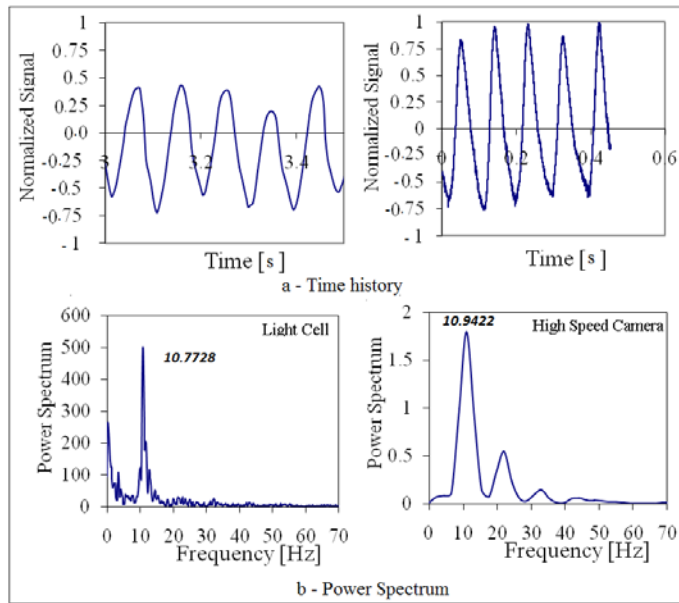 Normalized Signal
1
0.75
0.5
0.25
0.0
-0.25
-0.5
-0.75
- 1
3 3.2 3.4
Time [s]
Normalized Signal
1
0.75
0.5
0.25
0
-0.25
-0.5
-0.75
- 1
0 0.2 0.4 0.6
Time [s]
a - Time history
Power Spectrum
600
500
400
300
200
100
0
Light Cell
10.7728
0 10 20 30 40 50 60 70
Frequency [Hz]
Power Spectrum
2
1.5
1
0.5
0
10.9422
High Speed Camera
0 10 20 30 40 50 60 70
Frequency [Hz]
b - Power Spectrum